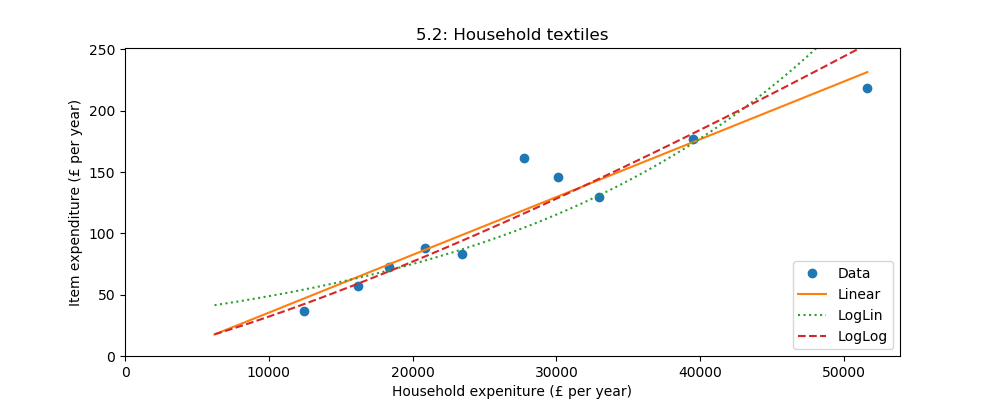 5.2: Household textiles
Item expenditure (£ per year)
250
200
150
100
50
0
0 10000 20000 30000 40000 50000
Household expeniture (£ per year)
Data
Linear
LogLin
LogLog